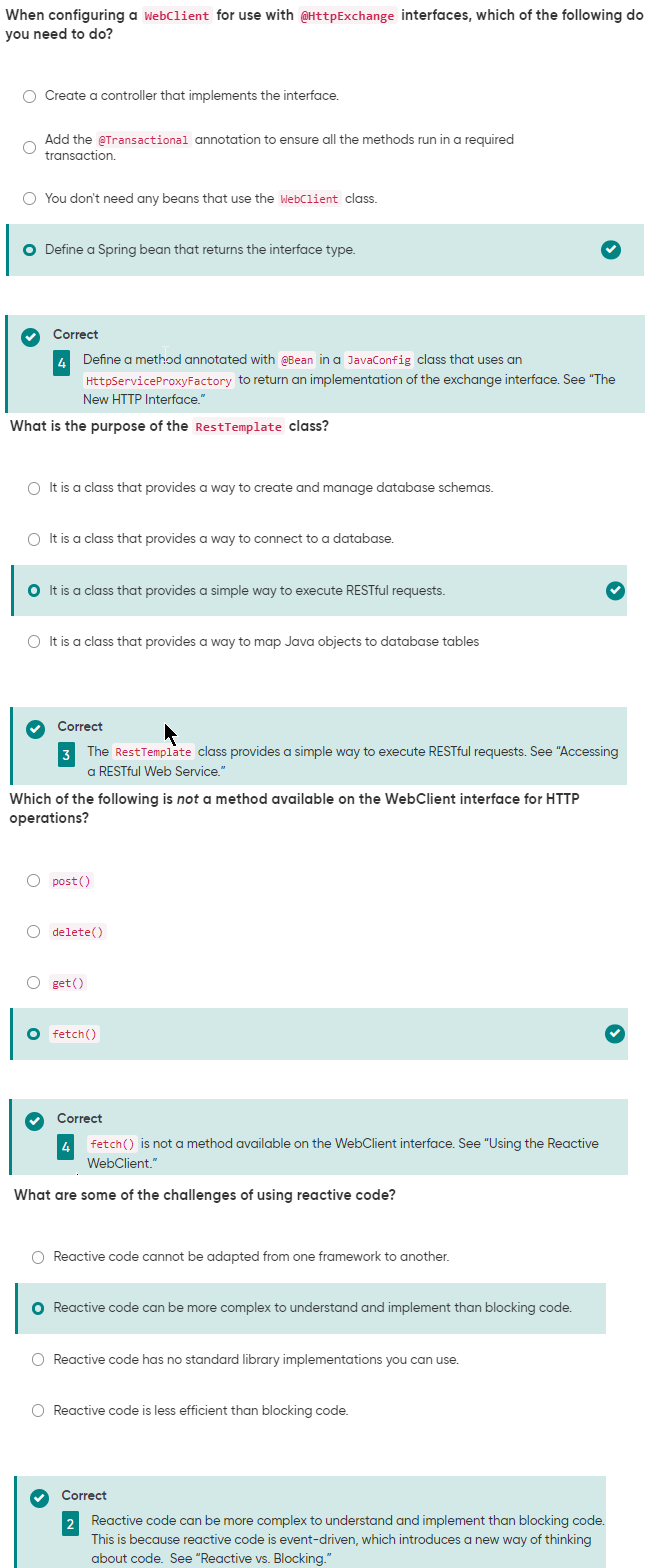 When configuring a WebClient for use with @HttpExchange interfaces, which of the following do
you need to do?
Create a controller that implements the interface.
Add the @Transactional annotation to ensure all the methods run in a required
transaction.
You don't need any beans that use the WebClient class.
Define a Spring bean that returns the interface type.
Correct
4 Define a method annotated with @Bean in a JavaConfig class that uses an
HttpServiceProxyFactory to return an implementation of the exchange interface. See “The
New HTTP Interface.”
What is the purpose of the RestTemplate class?
It is a class that provides a way to create and manage database schemas.
It is a class that provides a way to connect to a database.
It is a class that provides a simple way to execute RESTful requests.
It is a class that provides a way to map Java objects to database tables
Correct
3 The RestTemplate class provides a simple way to execute RESTful requests. See “Accessing
a RESTful Web Service.”
Which of the following is not a method available on the WebClient interface for HTTP
operations?
post()
delete()
get()
fetch()
Correct
4 fetch() is not a method available on the WebClient interface. See “Using the Reactive
WebClient.”
What are some of the challenges of using reactive code?
Reactive code cannot be adapted from one framework to another.
Reactive code can be more complex to understand and implement than blocking code.
Reactive code has no standard library implementations you can use.
Reactive code is less efficient than blocking code.
Correct
2 Reactive code can be more complex to understand and implement than blocking code.
This is because reactive code is event-driven, which introduces a new way of thinking
about code. See “Reactive vs. Blocking.”